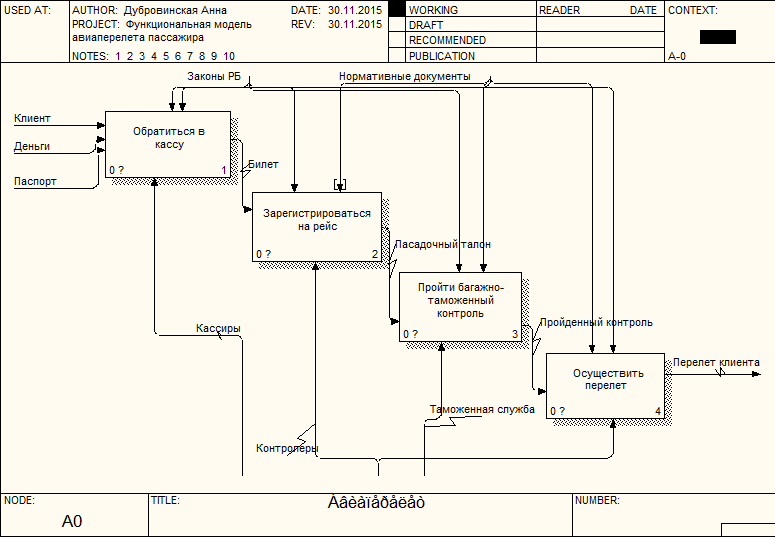 USED AT:
AUTHOR: Дубровинская Анна
DATE: 30.11.2015
PROJECT: Функциональная модель
авиаперелета пассажира
REV: 30.11.2015
NOTES: 1 2 3 4 5 6 7 8 9 10
WORKING
DRAFT
RECOMMENDED
PUBLICATION
READER DATE
CONTEXT:
A-0
Законы РБ
Нормативные документы
Клиент
Деньги
Паспорт
Обратиться в
кассу
0 ? 1
Билет
Зарегистрироваться
на рейс
0 ? 2
Пасадочный талон
Пройти багажно-
таможенный
контроль
0 ? 3
Пройденный контроль
Осуществить
перелет
0 ? 4
Перелет клиента
Кассиры
Таможенная служба
Контролеры
NODE:
A0
TITLE:
Àâèàïåðåëåò
NUMBER: